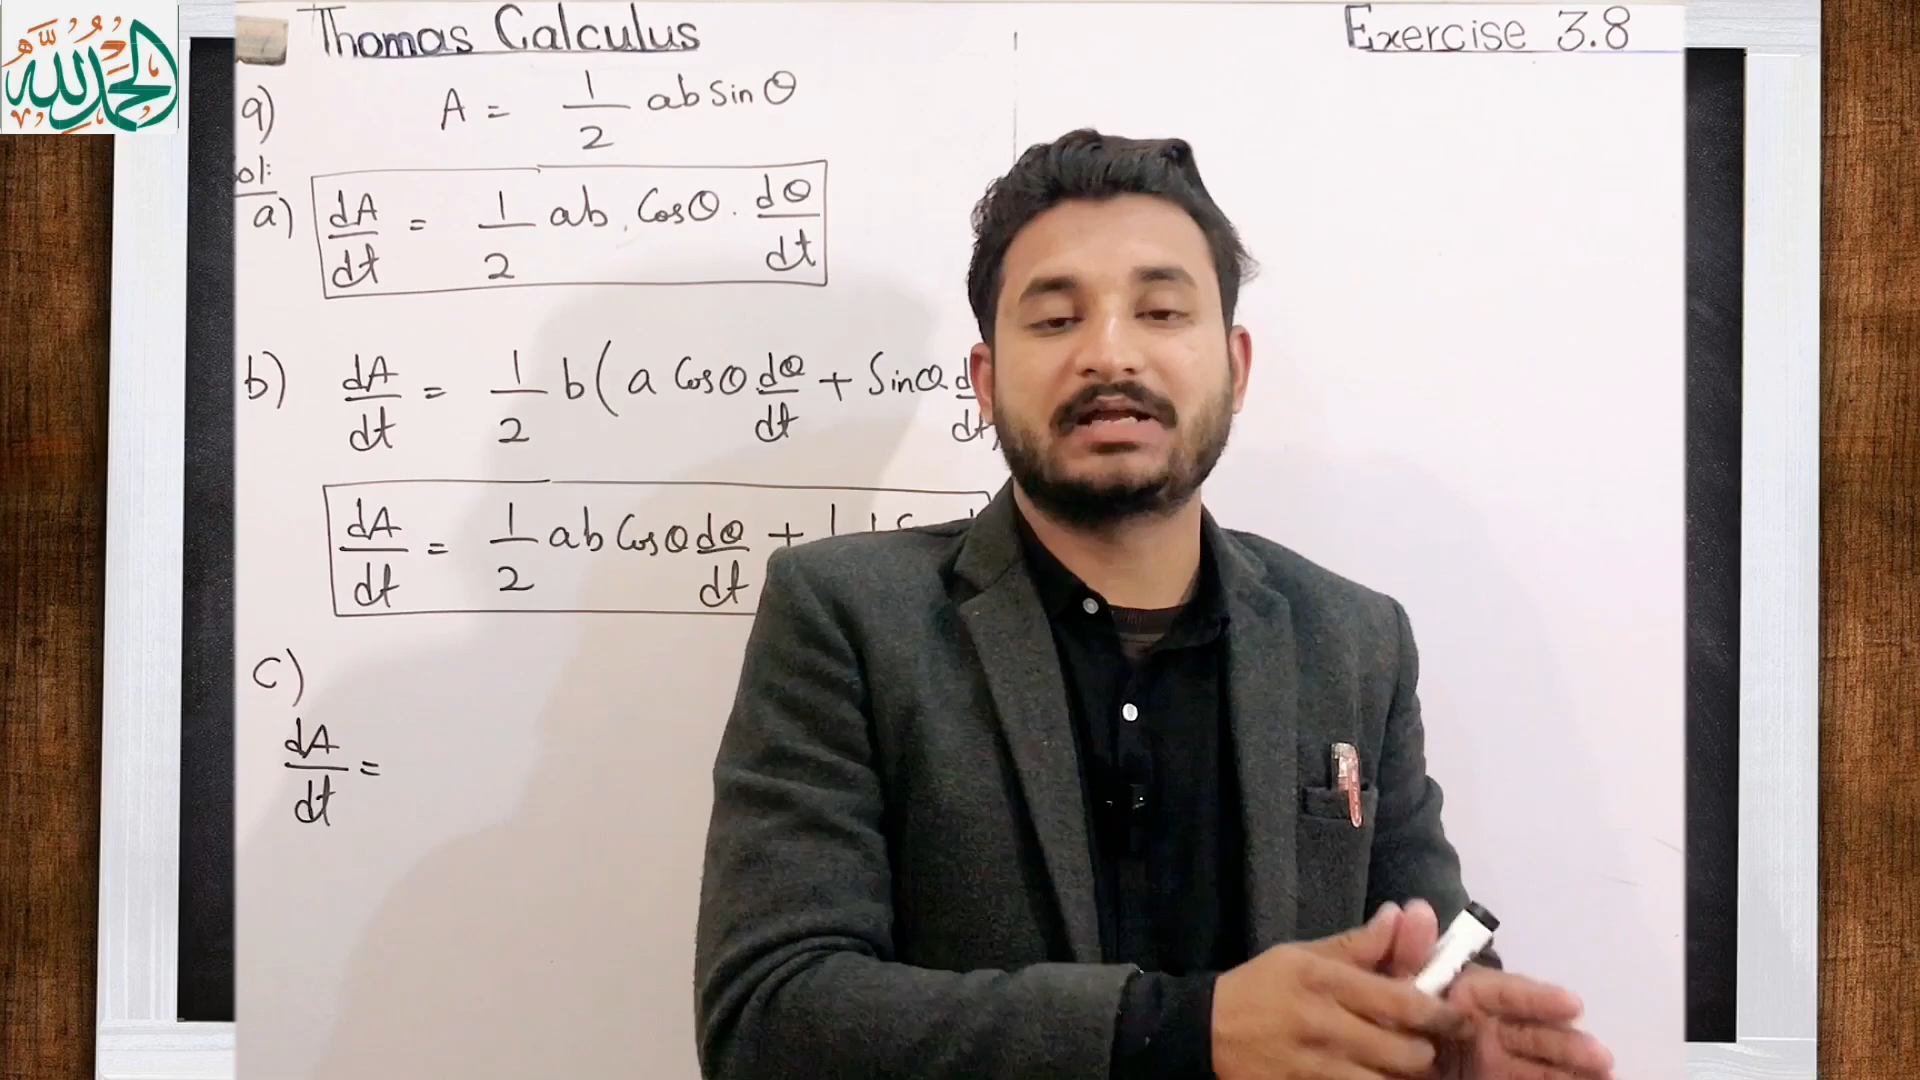 الحمد لله
Thomas Calculus
Exercise 3.8
9) A = 1/2 ab Sin θ
ol:
a) dA/dt = 1/2 ab . Cos θ . dθ/dt
b) dA/dt = 1/2 b ( a Cos θ . dθ/dt + Sin θ . d
dt
dA/dt = 1/2 ab Cos θ dθ/dt +
c)
dA/dt =